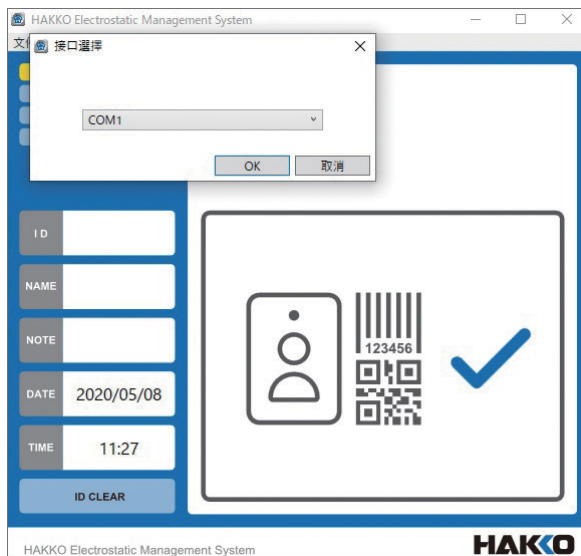 HAKKO Electrostatic Management System
文件
接口選擇
COM1
OK
取消
ID
NAME
NOTE
DATE 2020/05/08
TIME 11:27
ID CLEAR
123456
HAKKO Electrostatic Management System
HAKKO